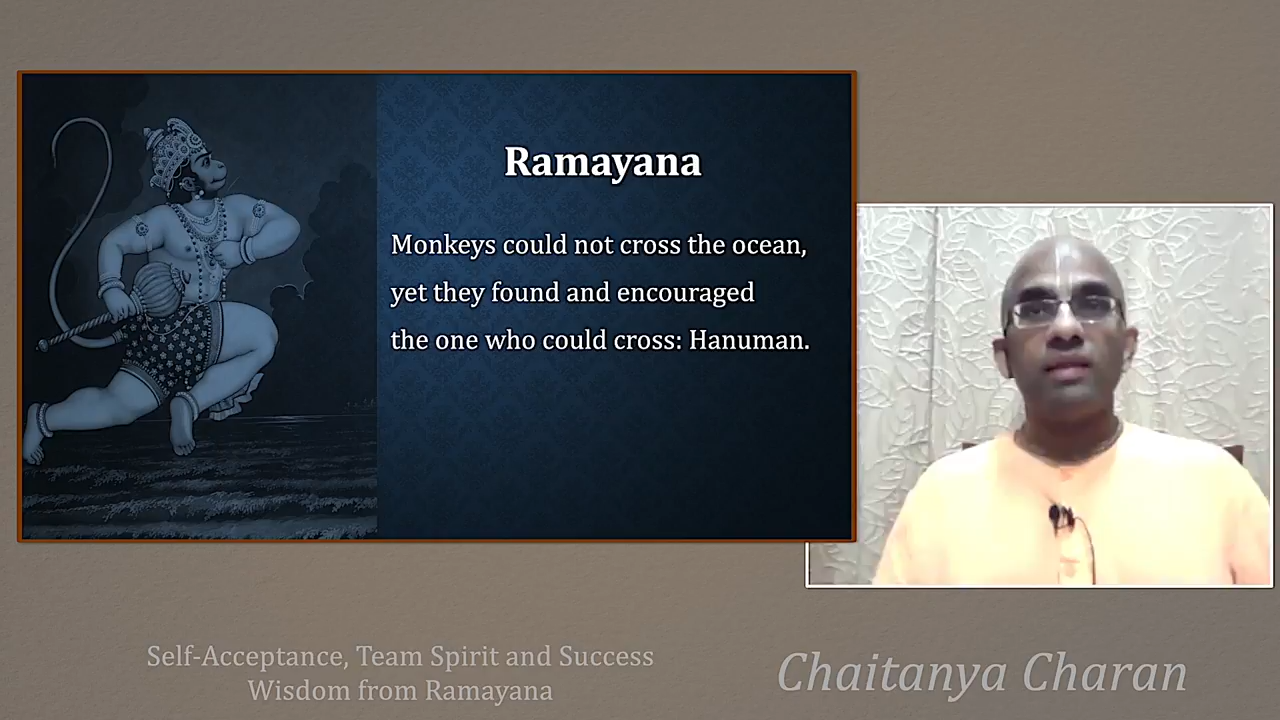 Ramayana
Monkeys could not cross the ocean,
yet they found and encouraged
the one who could cross: Hanuman.
Self-Acceptance, Team Spirit and Success
Wisdom from Ramayana
Chaitanya Charan